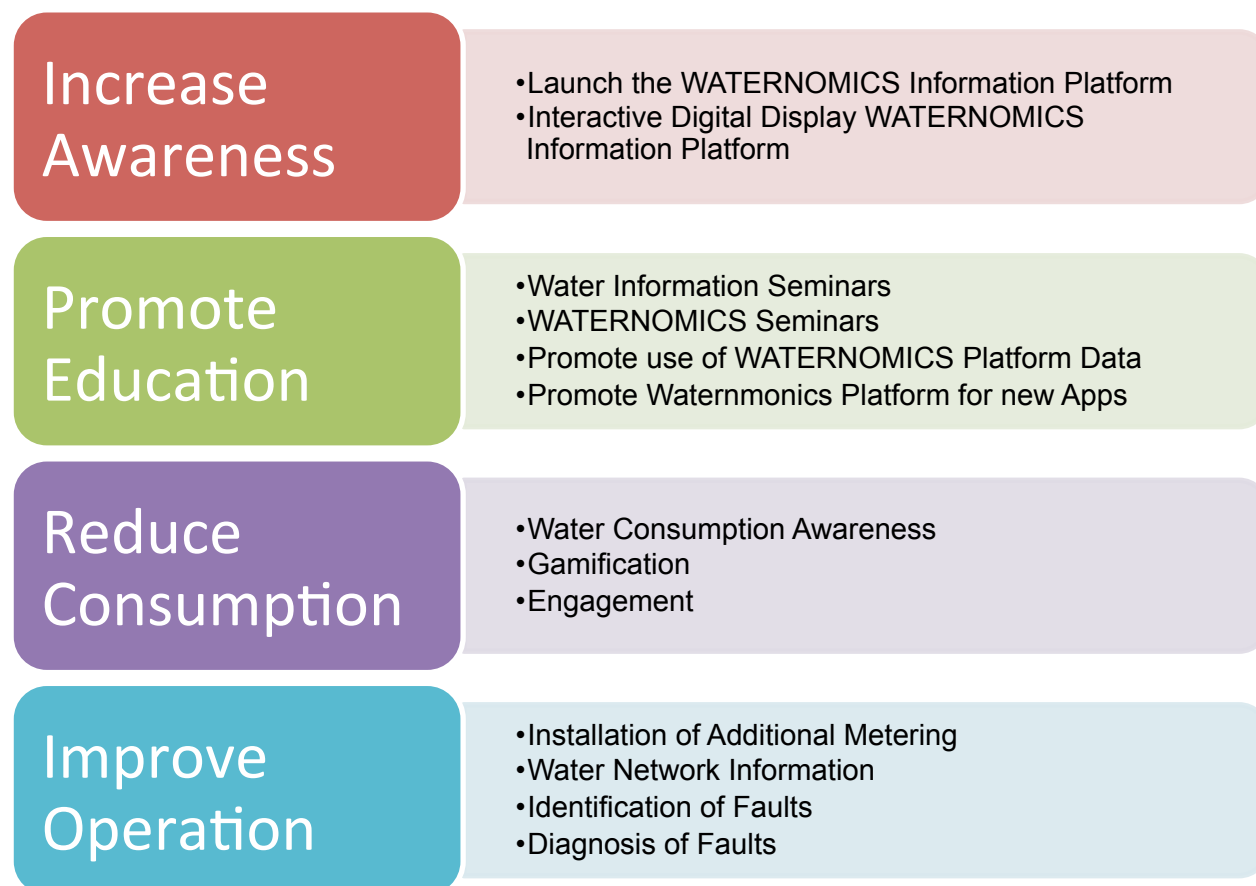 Increase
Awareness
•Launch the WATERNOMICS Information Platform
•Interactive Digital Display WATERNOMICS
Information Platform
Promote
Education
•Water Information Seminars
•WATERNOMICS Seminars
•Promote use of WATERNOMICS Platform Data
•Promote Waternmonics Platform for new Apps
Reduce
Consumption
•Water Consumption Awareness
•Gamification
•Engagement
Improve
Operation
•Installation of Additional Metering
•Water Network Information
•Identification of Faults
•Diagnosis of Faults